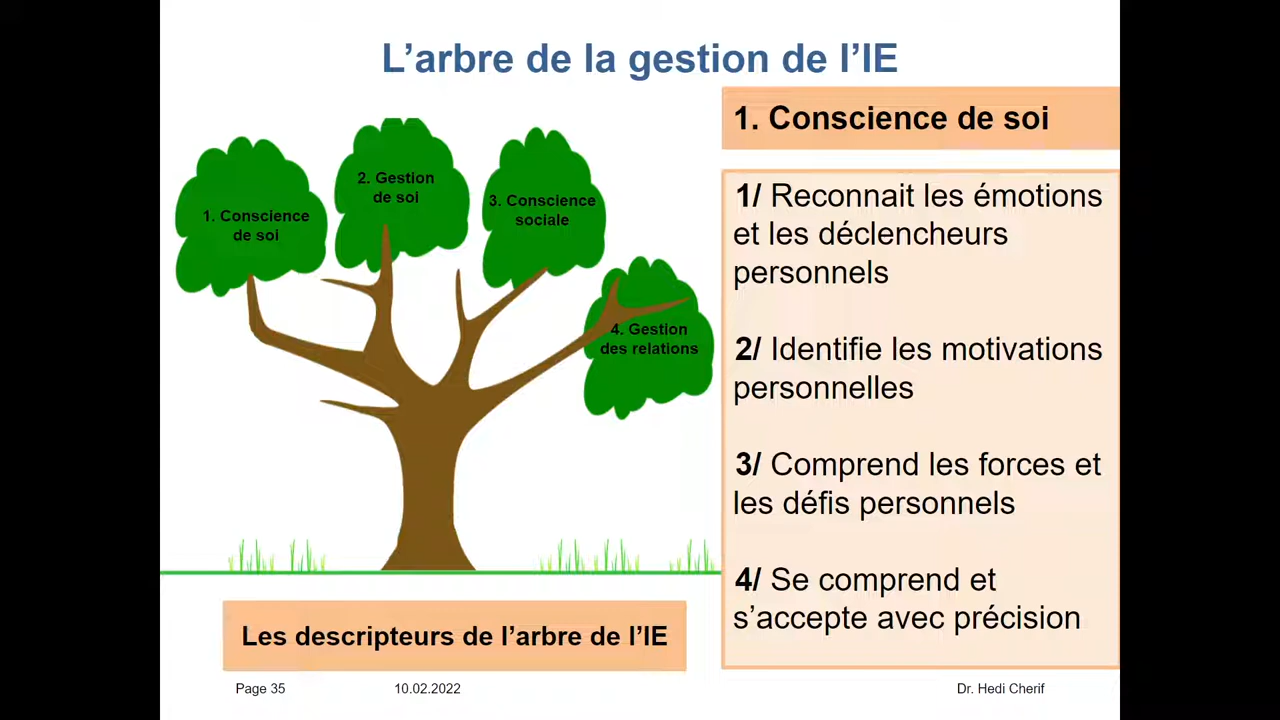 L’arbre de la gestion de l’IE
1. Conscience
de soi
2. Gestion
de soi
3. Conscience
sociale
4. Gestion
des relations
Les descripteurs de l’arbre de l’IE
1. Conscience de soi
1/ Reconnait les émotions
et les déclencheurs
personnels
2/ Identifie les motivations
personnelles
3/ Comprend les forces et
les défis personnels
4/ Se comprend et
s’accepte avec précision
Page 35
10.02.2022
Dr. Hedi Cherif